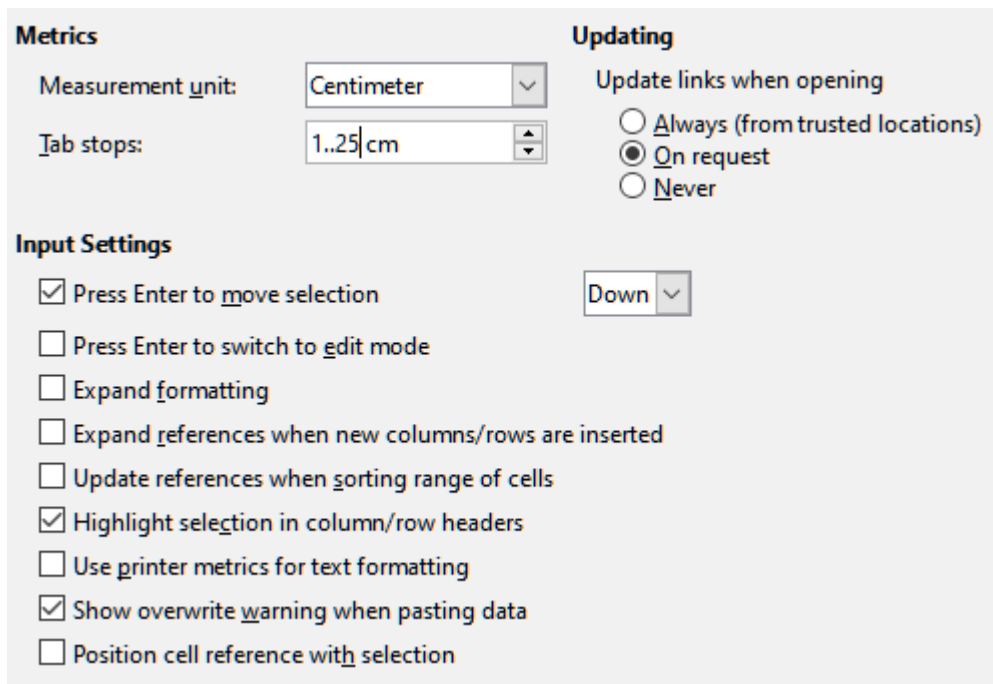 Metrics
Measurement unit: Centimeter
Tab stops: 1..25 cm
Updating
Update links when opening
Always (from trusted locations)
On request
Never
Input Settings
Press Enter to move selection Down
Press Enter to switch to edit mode
Expand formatting
Expand references when new columns/rows are inserted
Update references when sorting range of cells
Highlight selection in column/row headers
Use printer metrics for text formatting
Show overwrite warning when pasting data
Position cell reference with selection